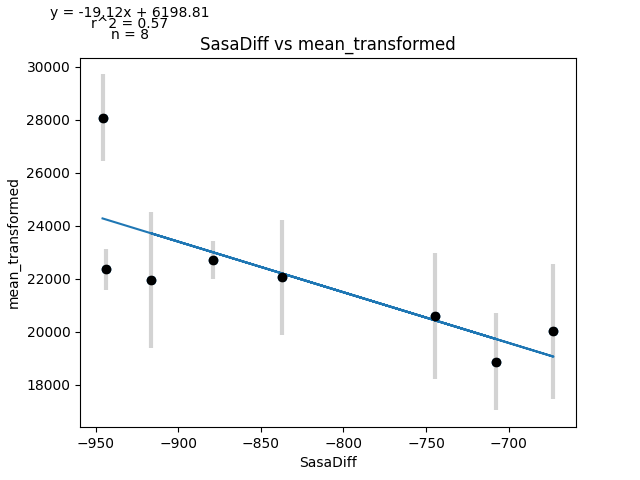 y = -19.12x + 6198.81
r^2 = 0.57
n = 8
SasaDiff vs mean_transformed
30000
28000
26000
24000
22000
20000
18000
mean_transformed
−950
−900
−850
−800
−750
−700
SasaDiff